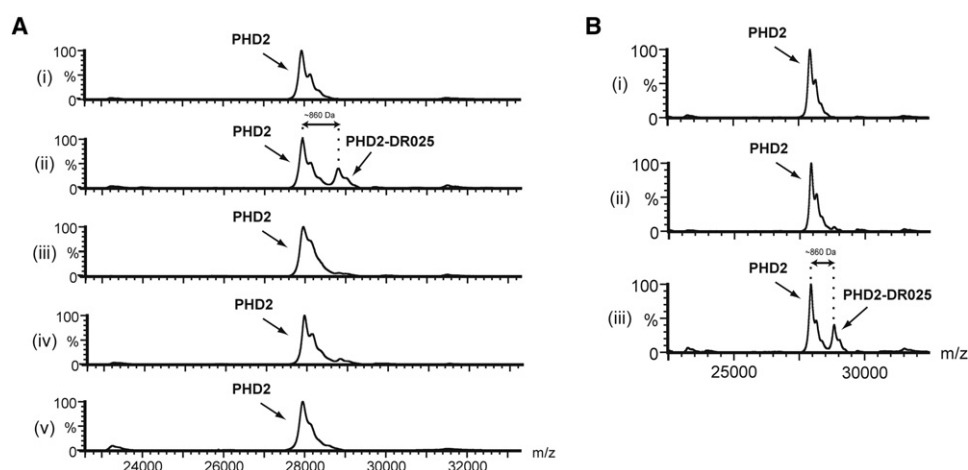 A
B
(i)
100
%
0
PHD2
(ii)
100
%
0
PHD2
~860 Da
PHD2-DR025
(iii)
100
%
0
PHD2
(iv)
100
%
0
PHD2
(v)
100
%
0
PHD2
24000 26000 28000 30000 32000 m/z
(i)
100
%
0
PHD2
(ii)
100
%
0
PHD2
(iii)
100
%
0
PHD2
~860 Da
PHD2-DR025
25000 30000 m/z